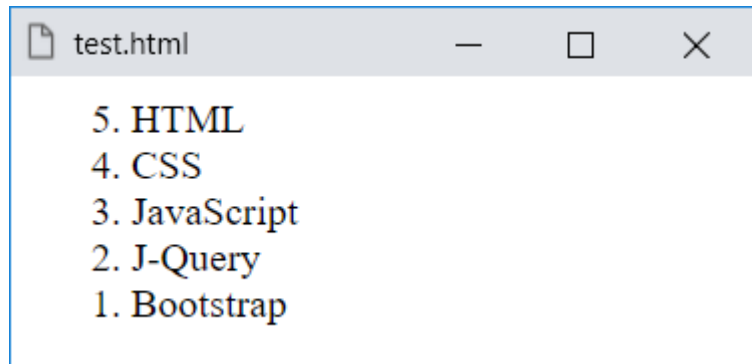 test.html
5. HTML
4. CSS
3. JavaScript
2. J-Query
1. Bootstrap